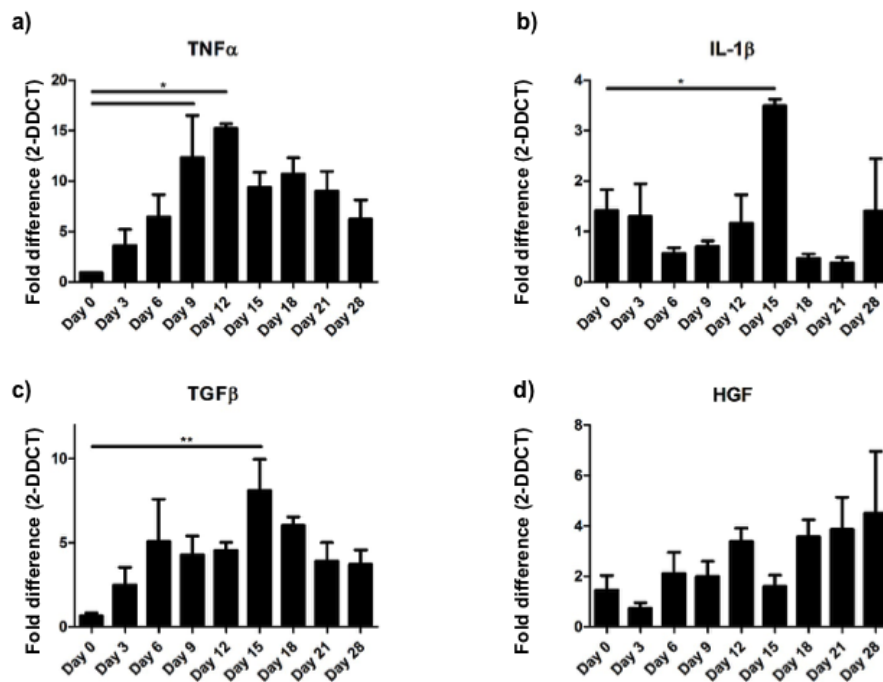 a)
TNFα
Fold difference (2-DDCT)
20
15
10
5
0
*
Day 0
Day 3
Day 6
Day 9
Day 12
Day 15
Day 18
Day 21
Day 28
b)
IL-1β
Fold difference (2-DDCT)
4
3
2
1
0
*
Day 0
Day 3
Day 6
Day 9
Day 12
Day 15
Day 18
Day 21
Day 28
c)
TGFβ
Fold difference (2-DDCT)
10
5
0
**
Day 0
Day 3
Day 6
Day 9
Day 12
Day 15
Day 18
Day 21
Day 28
d)
HGF
Fold difference (2-DDCT)
8
6
4
2
0
Day 0
Day 3
Day 6
Day 9
Day 12
Day 15
Day 18
Day 21
Day 28